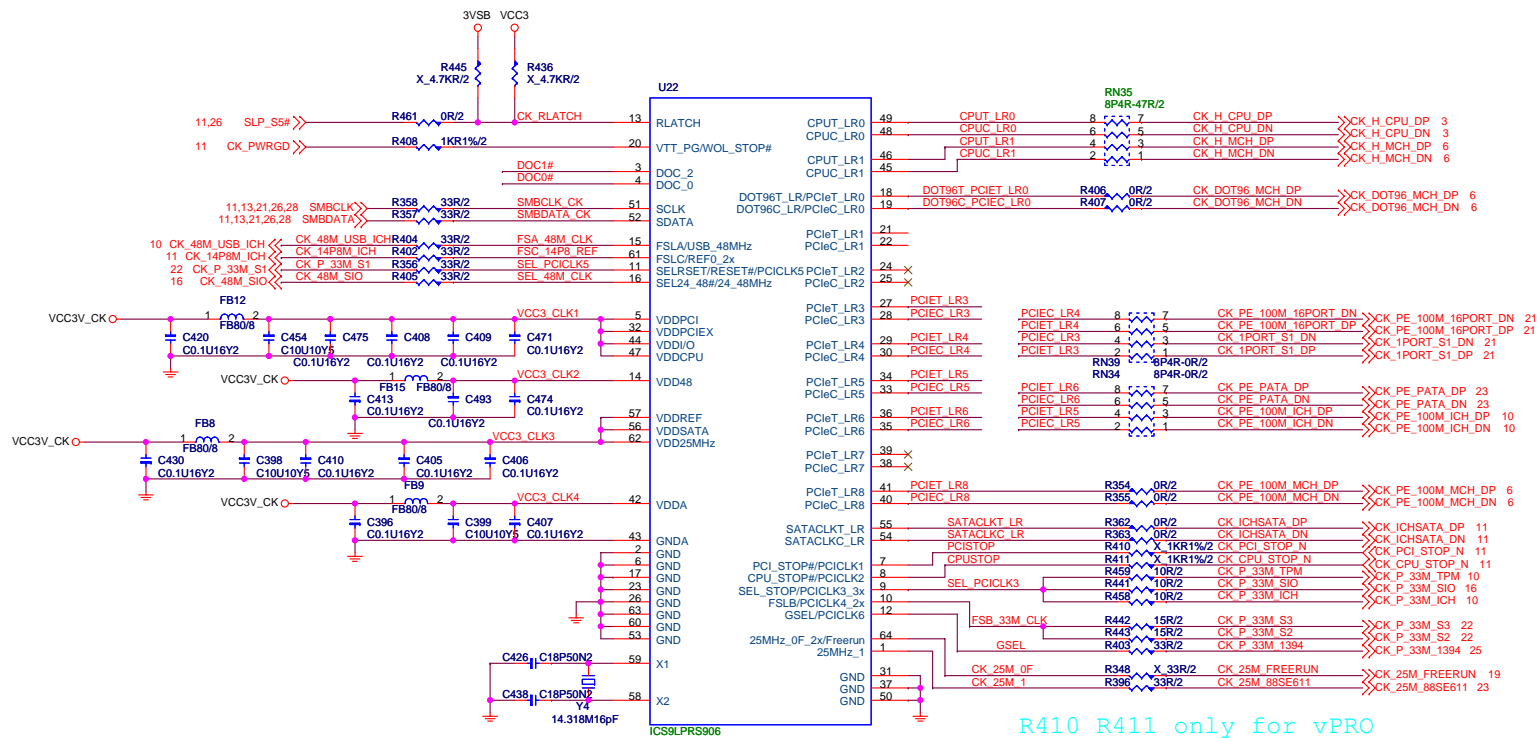 3VSB VCC3
R445 X_4.7KR/2
R436 X_4.7KR/2
U22
11,26 SLP_S5# R461 0R/2 CK_RLATCH 13 RLATCH
11 CK_PWRGD R408 1KR1%/2 20 VTT_PG/WOL_STOP#
DOC1# 3 DOC_2
DOC0# 4 DOC_0
11,13,21,26,28 SMBCLK R358 33R/2 SMBCLK_CK 51 SCLK
11,13,21,26,28 SMBDATA R357 33R/2 SMBDATA_CK 52 SDATA
10 CK_48M_USB_ICH CK_48M_USB_ICH R404 33R/2 FSA_48M_CLK 15 FSLA/USB_48MHz
11 CK_14P8M_ICH CK_14P8M_ICH R402 33R/2 FSC_14P8_REF 61 FSLC/REF0_2x
22 CK_P_33M_S1 CK_P_33M_S1 R356 33R/2 SEL_PCICLK5 11 SELRSET/RESET#/PCICLK5
16 CK_48M_SIO CK_48M_SIO R405 33R/2 SEL_48M_CLK 16 SEL24_48#/24_48MHz
VCC3V_CK 1 FB12 2 FB80/8 VCC3_CLK1 5 VDDPCI
32 VDDPCIEX
44 VDDI/O
47 VDDCPU
C420 C0.1U16Y2
C454 C10U10Y5
C475 C0.1U16Y2
C408 C0.1U16Y2
C409 C0.1U16Y2
C471 C0.1U16Y2
VCC3V_CK 1 FB15 2 FB80/8 VCC3_CLK2 14 VDD48
C413 C0.1U16Y2
C493 C0.1U16Y2
C474 C0.1U16Y2
57 VDDREF
56 VDDSATA
VCC3V_CK 1 FB8 2 FB80/8 VCC3_CLK3 62 VDD25MHz
C430 C0.1U16Y2
C398 C10U10Y5
C410 C0.1U16Y2
C405 C0.1U16Y2
C406 C0.1U16Y2
VCC3V_CK 1 FB9 2 FB80/8 VCC3_CLK4 42 VDDA
C396 C0.1U16Y2
C399 C10U10Y5
C407 C0.1U16Y2
43 GNDA
2 GND
6 GND
17 GND
23 GND
26 GND
63 GND
60 GND
53 GND
C426 C18P50N2 59 X1
C438 C18P50N2 58 X2
Y4
14.318M16pF
ICS9LPRS906
RN35
8P4R-47R/2
CPUT_LR0 49 CPUT_LR0 8 7 CK_H_CPU_DP CK_H_CPU_DP 3
CPUC_LR0 48 CPUC_LR0 6 5 CK_H_CPU_DN CK_H_CPU_DN 3
CPUT_LR1 46 CPUT_LR1 4 3 CK_H_MCH_DP CK_H_MCH_DP 6
CPUC_LR1 45 CPUC_LR1 2 1 CK_H_MCH_DN CK_H_MCH_DN 6
DOT96T_LR/PCIeT_LR0 18 DOT96T_PCIET_LR0 R406 0R/2 CK_DOT96_MCH_DP CK_DOT96_MCH_DP 6
DOT96C_LR/PCIeC_LR0 19 DOT96C_PCIEC_LR0 R407 0R/2 CK_DOT96_MCH_DN CK_DOT96_MCH_DN 6
PCIeT_LR1 21
PCIeC_LR1 22
PCIeT_LR2 24
PCIeC_LR2 25
PCIeT_LR3 27 PCIET_LR3
PCIeC_LR3 28 PCIEC_LR3
PCIeT_LR4 29 PCIET_LR4
PCIeC_LR4 30 PCIEC_LR4
PCIEC_LR4 8 7 CK_PE_100M_16PORT_DN CK_PE_100M_16PORT_DN 21
PCIET_LR4 6 5 CK_PE_100M_16PORT_DP CK_PE_100M_16PORT_DP 21
PCIEC_LR3 4 3 CK_1PORT_S1_DN CK_1PORT_S1_DN 21
PCIET_LR3 2 1 CK_1PORT_S1_DP CK_1PORT_S1_DP 21
RN39 8P4R-0R/2
RN34 8P4R-0R/2
PCIeT_LR5 34 PCIET_LR5
PCIeC_LR5 33 PCIEC_LR5
PCIeT_LR6 36 PCIET_LR6
PCIeC_LR6 35 PCIEC_LR6
PCIET_LR6 8 7 CK_PE_PATA_DP CK_PE_PATA_DP 23
PCIEC_LR6 6 5 CK_PE_PATA_DN CK_PE_PATA_DN 23
PCIET_LR5 4 3 CK_PE_100M_ICH_DP CK_PE_100M_ICH_DP 10
PCIEC_LR5 2 1 CK_PE_100M_ICH_DN CK_PE_100M_ICH_DN 10
PCIeT_LR7 39
PCIeC_LR7 38
PCIeT_LR8 41 PCIET_LR8 R354 0R/2 CK_PE_100M_MCH_DP CK_PE_100M_MCH_DP 6
PCIeC_LR8 40 PCIEC_LR8 R355 0R/2 CK_PE_100M_MCH_DN CK_PE_100M_MCH_DN 6
SATACLKT_LR 55 SATACLKT_LR R362 0R/2 CK_ICHSATA_DP CK_ICHSATA_DP 11
SATACLKC_LR 54 SATACLKC_LR R363 0R/2 CK_ICHSATA_DN CK_ICHSATA_DN 11
PCI_STOP#/PCICLK1 7 PCISTOP R410 X_1KR1%/2 CK_PCI_STOP_N CK_PCI_STOP_N 11
CPU_STOP#/PCICLK2 8 CPUSTOP R411 X_1KR1%/2 CK_CPU_STOP_N CK_CPU_STOP_N 11
SEL_STOP/PCICLK3_3x 9 SEL_PCICLK3 R459 10R/2 CK_P_33M_TPM CK_P_33M_TPM 10
R441 10R/2 CK_P_33M_SIO CK_P_33M_SIO 16
R458 10R/2 CK_P_33M_ICH CK_P_33M_ICH 10
FSLB/PCICLK4_2x 10 FSB_33M_CLK R442 15R/2 CK_P_33M_S3 CK_P_33M_S3 22
R443 15R/2 CK_P_33M_S2 CK_P_33M_S2 22
GSEL/PCICLK6 12 GSEL R403 33R/2 CK_P_33M_1394 CK_P_33M_1394 25
25MHz_0F_2x/Freerun 64 CK_25M_0F R348 X_33R/2 CK_25M_FREERUN CK_25M_FREERUN 19
25MHz_1 1 CK_25M_1 R396 33R/2 CK_25M_88SE611 CK_25M_88SE611 23
GND 31
GND 37
GND 50
R410 R411 only for vPRO